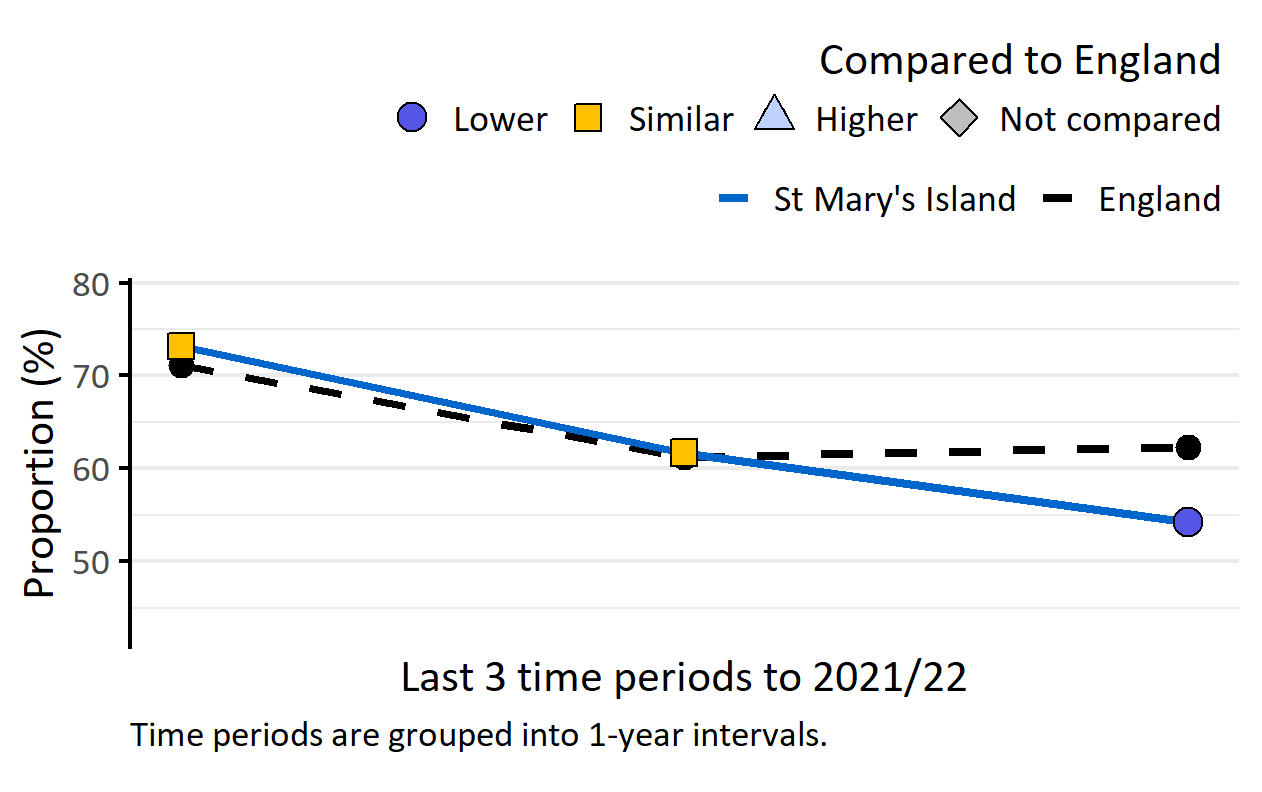 Compared to England
Lower Similar Higher Not compared
St Mary's Island England
80
70
60
50
Proportion (%)
Last 3 time periods to 2021/22
Time periods are grouped into 1-year intervals.